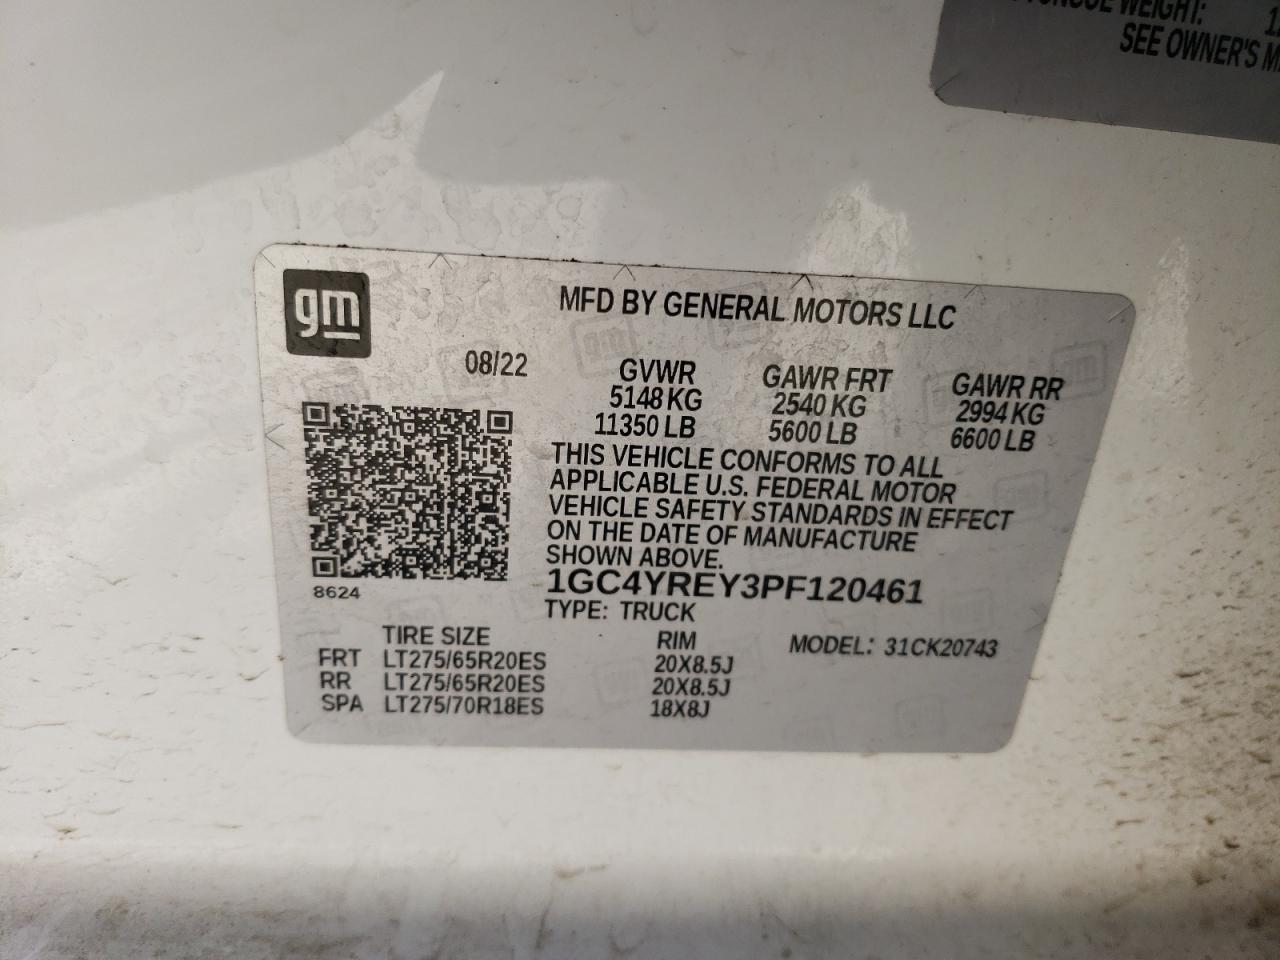 WEIGHT:
SEE OWNER'S
gm
MFD BY GENERAL MOTORS LLC
08/22
GVWR GAWR FRT GAWR RR
5148 KG 2540 KG 2994 KG
11350 LB 5600 LB 6600 LB
THIS VEHICLE CONFORMS TO ALL
APPLICABLE U.S. FEDERAL MOTOR
VEHICLE SAFETY STANDARDS IN EFFECT
ON THE DATE OF MANUFACTURE
SHOWN ABOVE.
8624
1GC4YREY3PF120461
TYPE: TRUCK
TIRE SIZE RIM MODEL: 31CK20743
FRT LT275/65R20ES 20X8.5J
RR LT275/65R20ES 20X8.5J
SPA LT275/70R18ES 18X8J